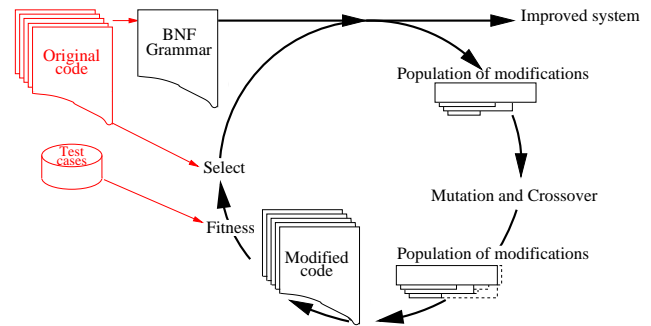 Original
code
BNF
Grammar
Improved system
Population of modifications
Test
cases
Select
Mutation and Crossover
Fitness
Modified
code
Population of modifications